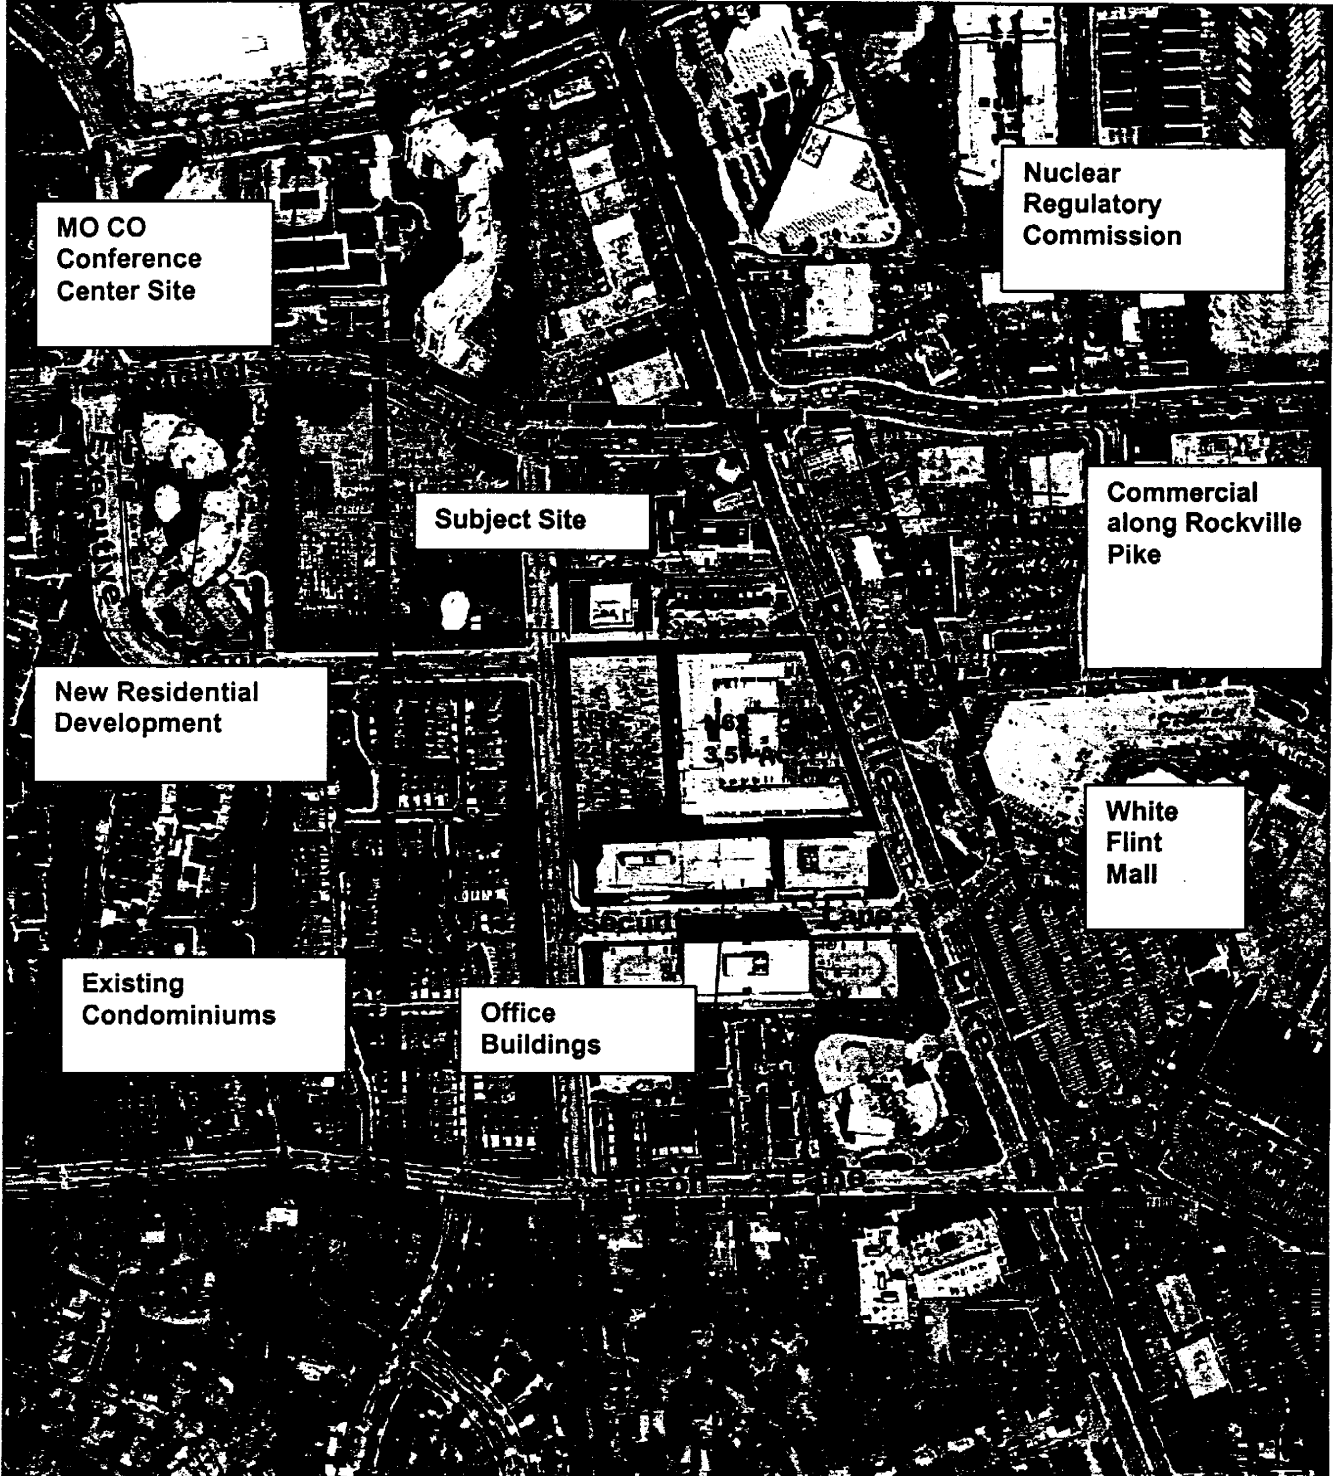 Nuclear
Regulatory
Commission
MO CO
Conference
Center Site
Commercial
along Rockville
Pike
Subject Site
New Residential
Development
White
Flint
Mall
Lane
Existing
Condominiums
Office
Buildings